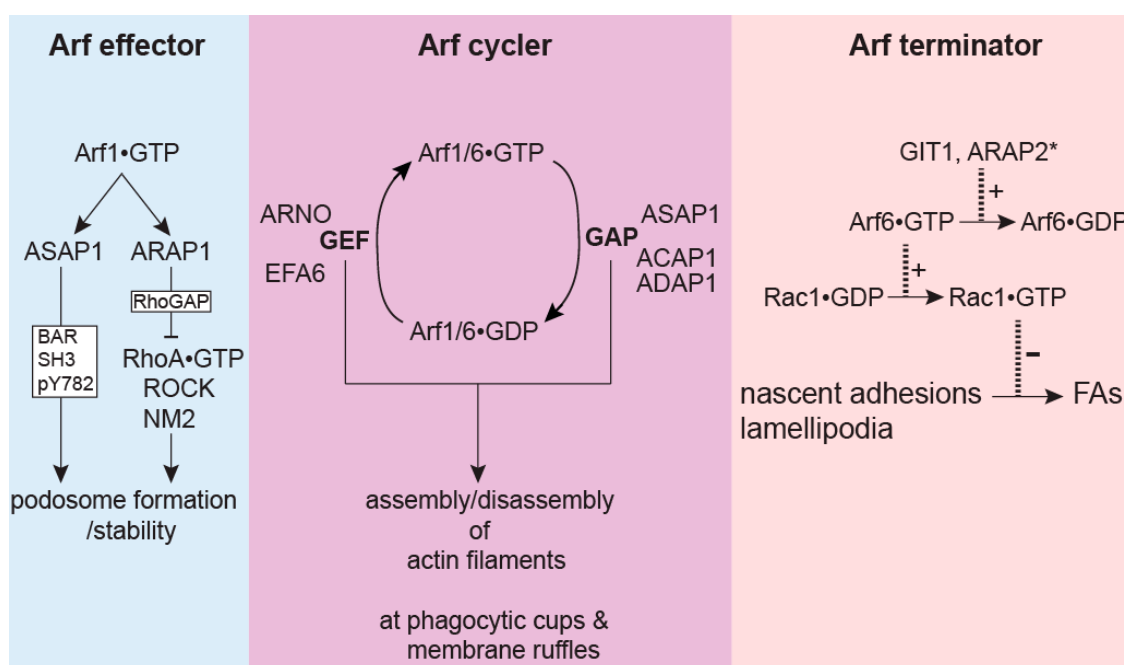 Arf effector
Arf1•GTP
ASAP1
ARAP1
RhoGAP
BAR
SH3
pY782
RhoA•GTP
ROCK
NM2
podosome formation
/stability
Arf cycler
Arf1/6•GTP
ARNO
GEF
EFA6
GAP
ASAP1
ACAP1
ADAP1
Arf1/6•GDP
assembly/disassembly
of
actin filaments
at phagocytic cups &
membrane ruffles
Arf terminator
GIT1, ARAP2*
+
Arf6•GTP
Arf6•GDP
+
Rac1•GDP
Rac1•GTP
-
nascent adhesions
FAs
lamellipodia